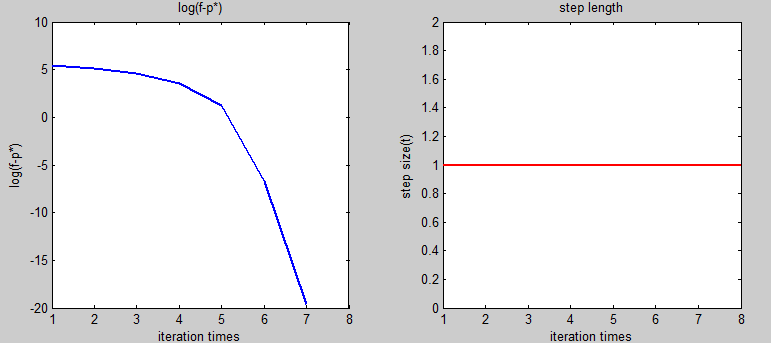 log(f-p*)
10
5
0
-5
-10
-15
-20
log(f-p*)
1 2 3 4 5 6 7 8
iteration times
step length
2
1.8
1.6
1.4
1.2
1
0.8
0.6
0.4
0.2
0
step size(t)
1 2 3 4 5 6 7 8
iteration times